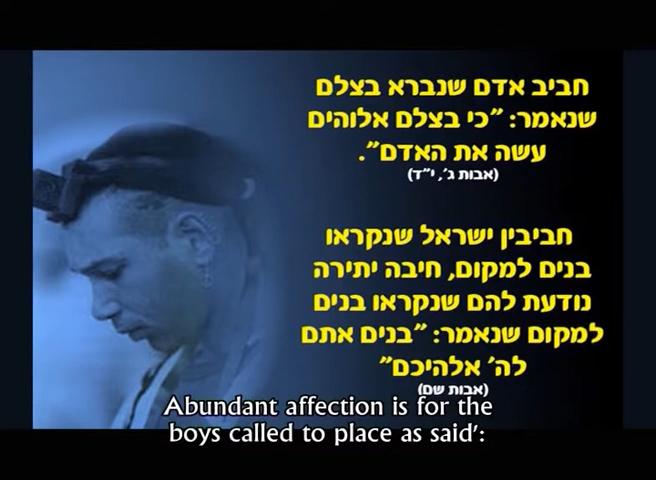 חביב אדם שנברא בצלם
שנאמר: "כי בצלם אלוהים
עשה את האדם".
(אבות ג', י"ד)
חביבין ישראל שנקראו
בנים למקום, חיבה יתירה
נודעת להם שנקראו בנים
למקום שנאמר: "בנים אתם
לה' אלהיכם"
(אבות שם)
Abundant affection is for the
boys called to place as said':